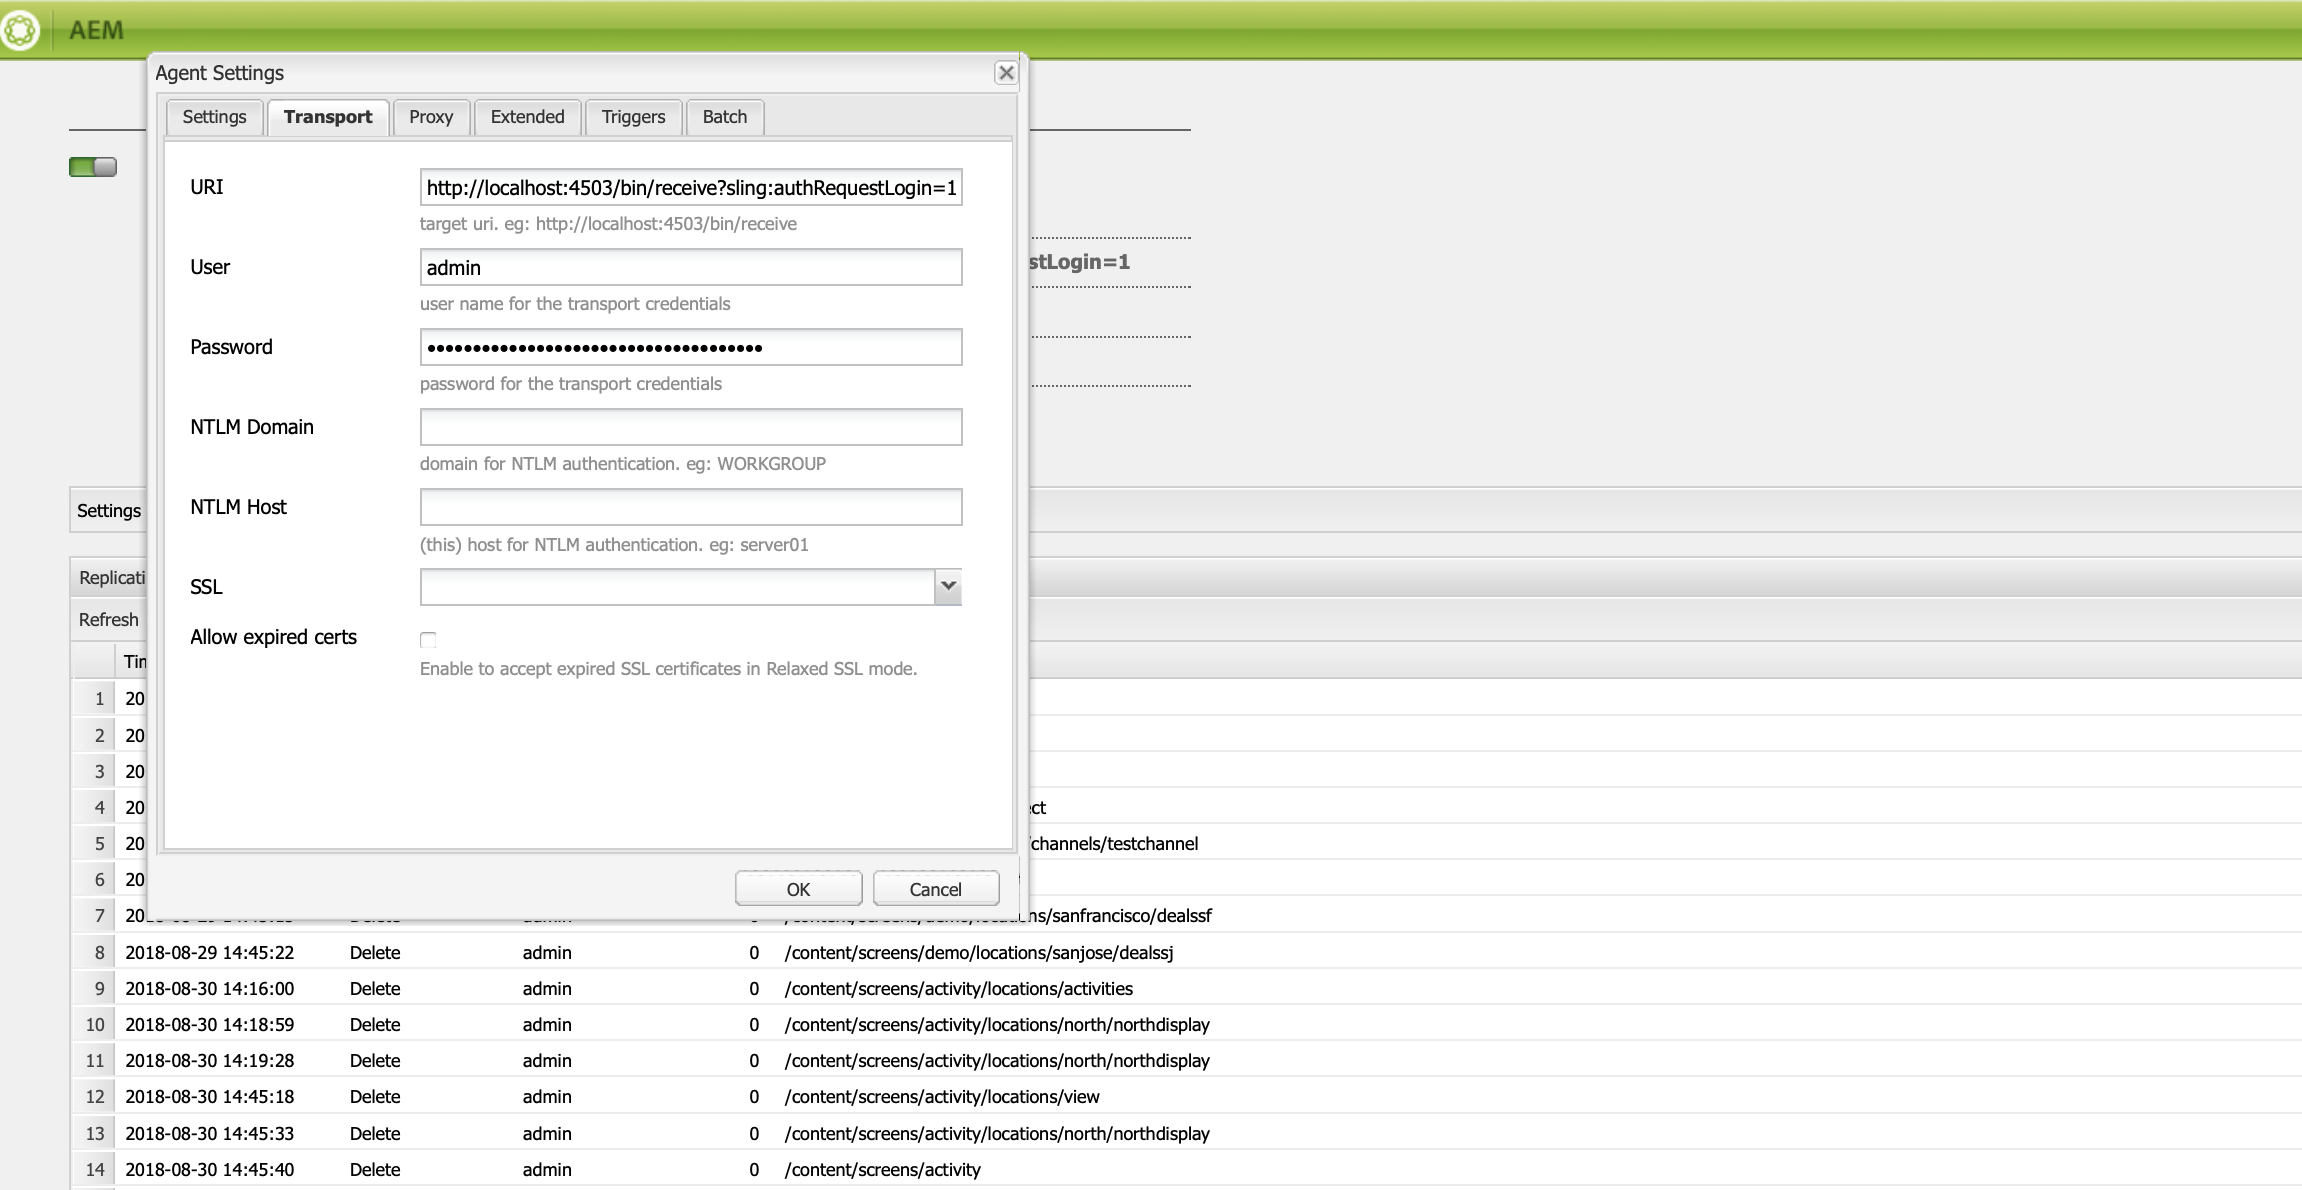 AEM
Agent Settings
Settings Transport Proxy Extended Triggers Batch
URI http://localhost:4503/bin/receive?sling:authRequestLogin=1
target uri. eg: http://localhost:4503/bin/receive
stLogin=1
User admin
user name for the transport credentials
Password ••••••••••••••••••••••••••••••••••••••
password for the transport credentials
NTLM Domain
domain for NTLM authentication. eg: WORKGROUP
NTLM Host
(this) host for NTLM authentication. eg: server01
SSL
Allow expired certs
Enable to accept expired SSL certificates in Relaxed SSL mode.
OK Cancel
Settings
Replicati
Refresh
Tin
1 20
2 20
3 20
4 20 ect
5 20 /channels/testchannel
6 20
7 20 ns/sanfrancisco/dealssf
8 2018-08-29 14:45:22 Delete admin 0 /content/screens/demo/locations/sanjose/dealssj
9 2018-08-30 14:16:00 Delete admin 0 /content/screens/activity/locations/activities
10 2018-08-30 14:18:59 Delete admin 0 /content/screens/activity/locations/north/northdisplay
11 2018-08-30 14:19:28 Delete admin 0 /content/screens/activity/locations/north/northdisplay
12 2018-08-30 14:45:18 Delete admin 0 /content/screens/activity/locations/view
13 2018-08-30 14:45:33 Delete admin 0 /content/screens/activity/locations/north/northdisplay
14 2018-08-30 14:45:40 Delete admin 0 /content/screens/activity